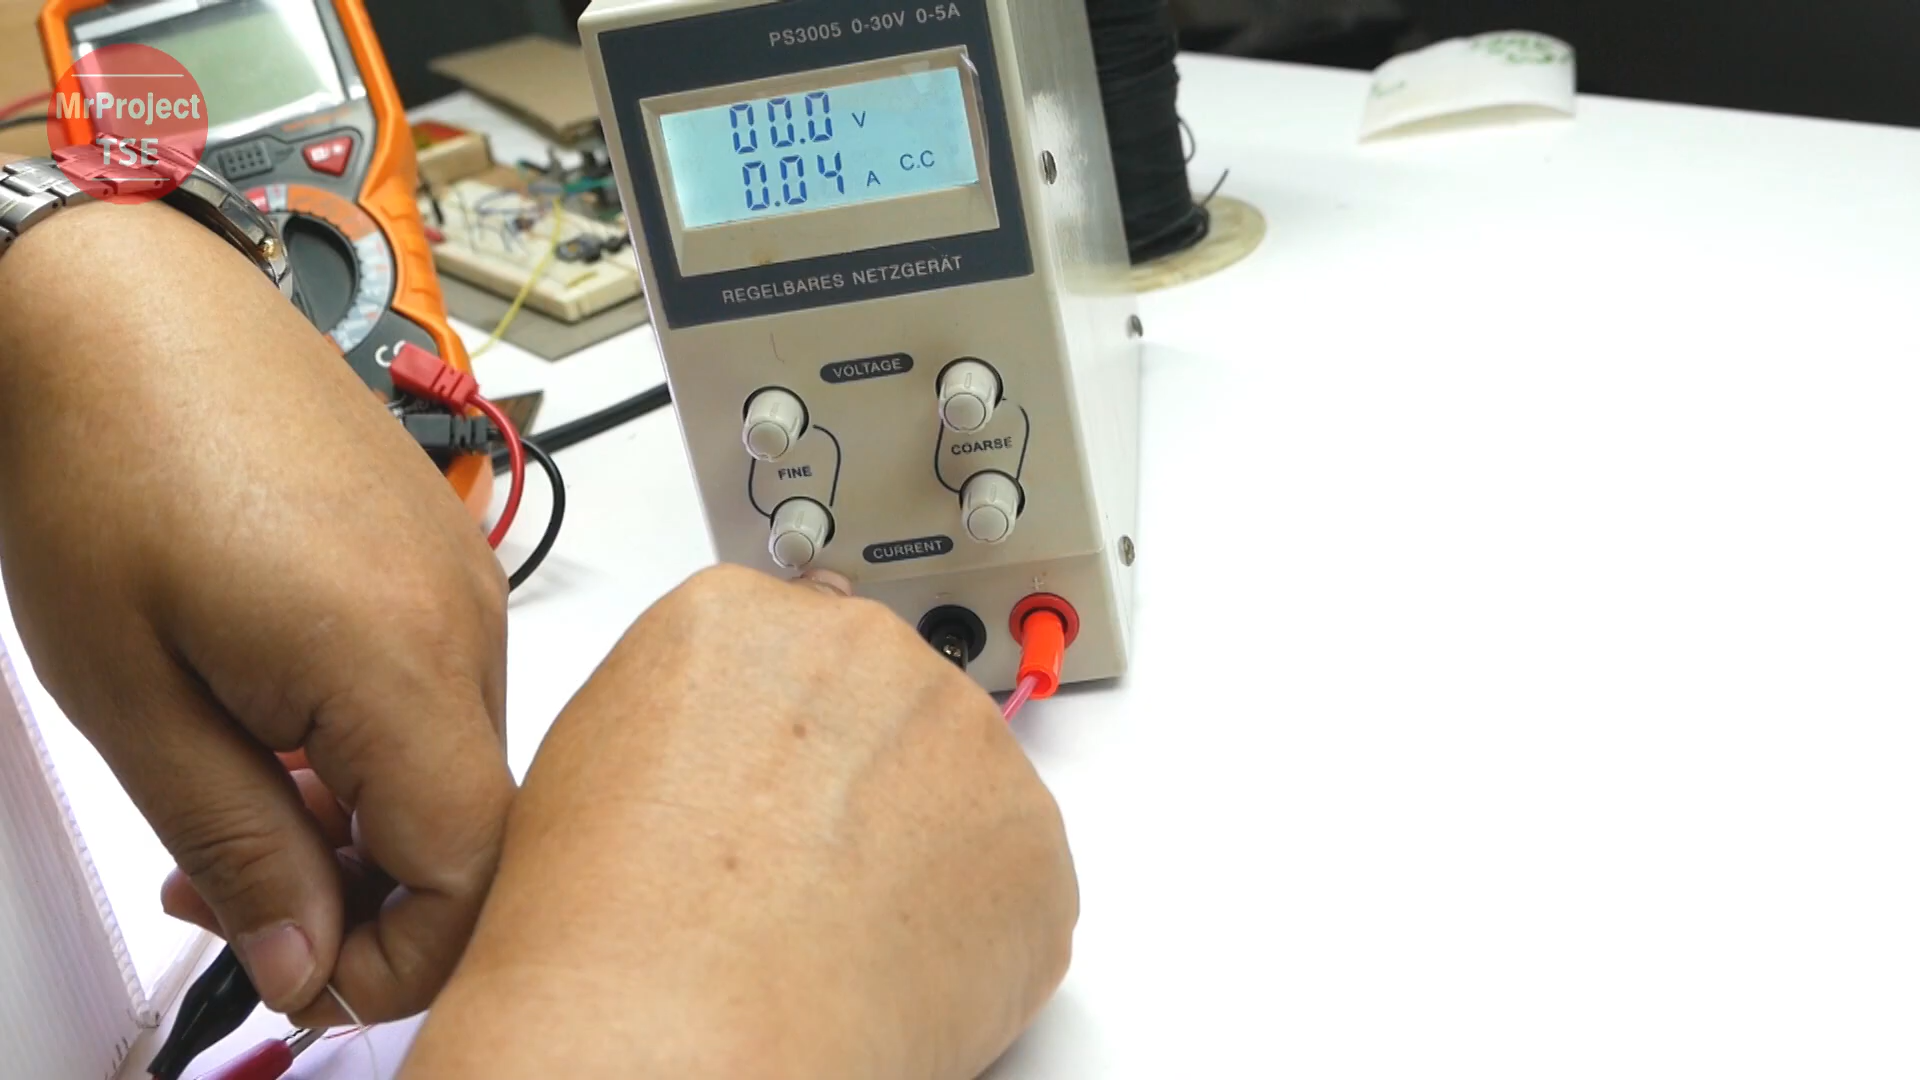 MrProject
TSE
PS3005 0-30V 0-5A
00.0 V
0.04 A C.C
REGELBARES NETZGERÄT
VOLTAGE
FINE
COARSE
CURRENT
- +